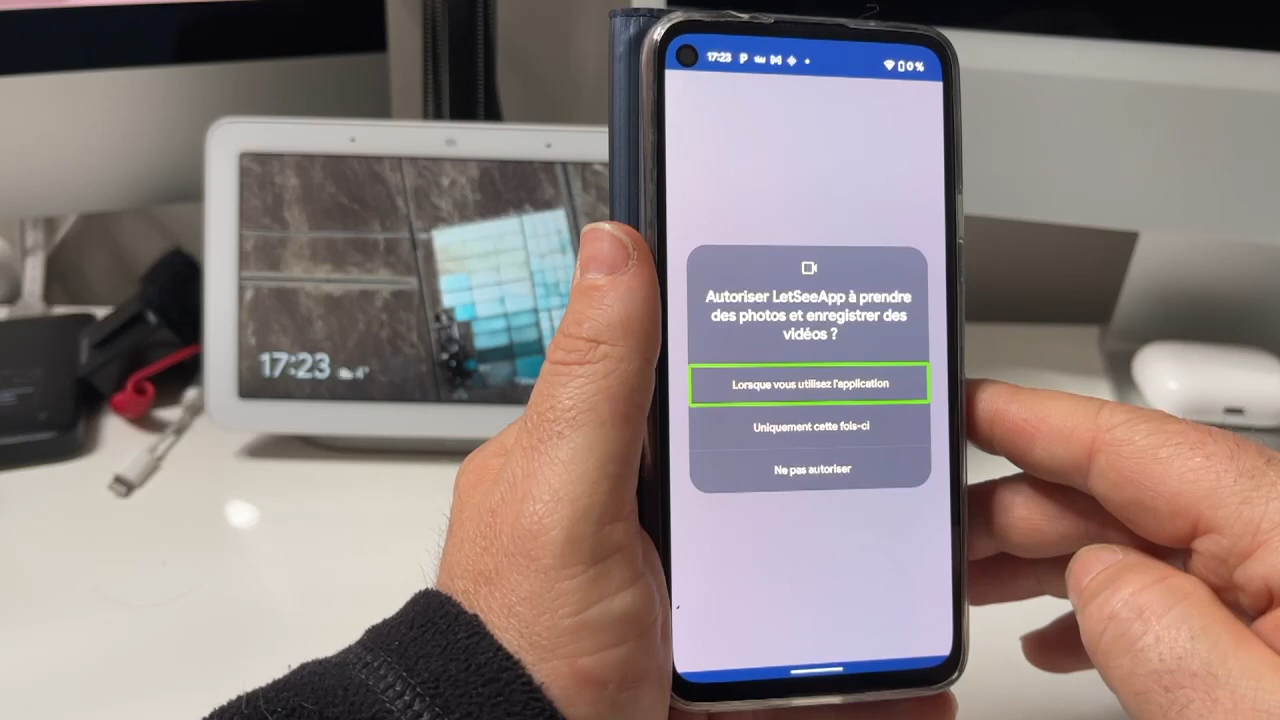 17:23
0 %
Autoriser LetSeeApp à prendre
des photos et enregistrer des
vidéos ?
Lorsque vous utilisez l'application
Uniquement cette fois-ci
Ne pas autoriser
17:23